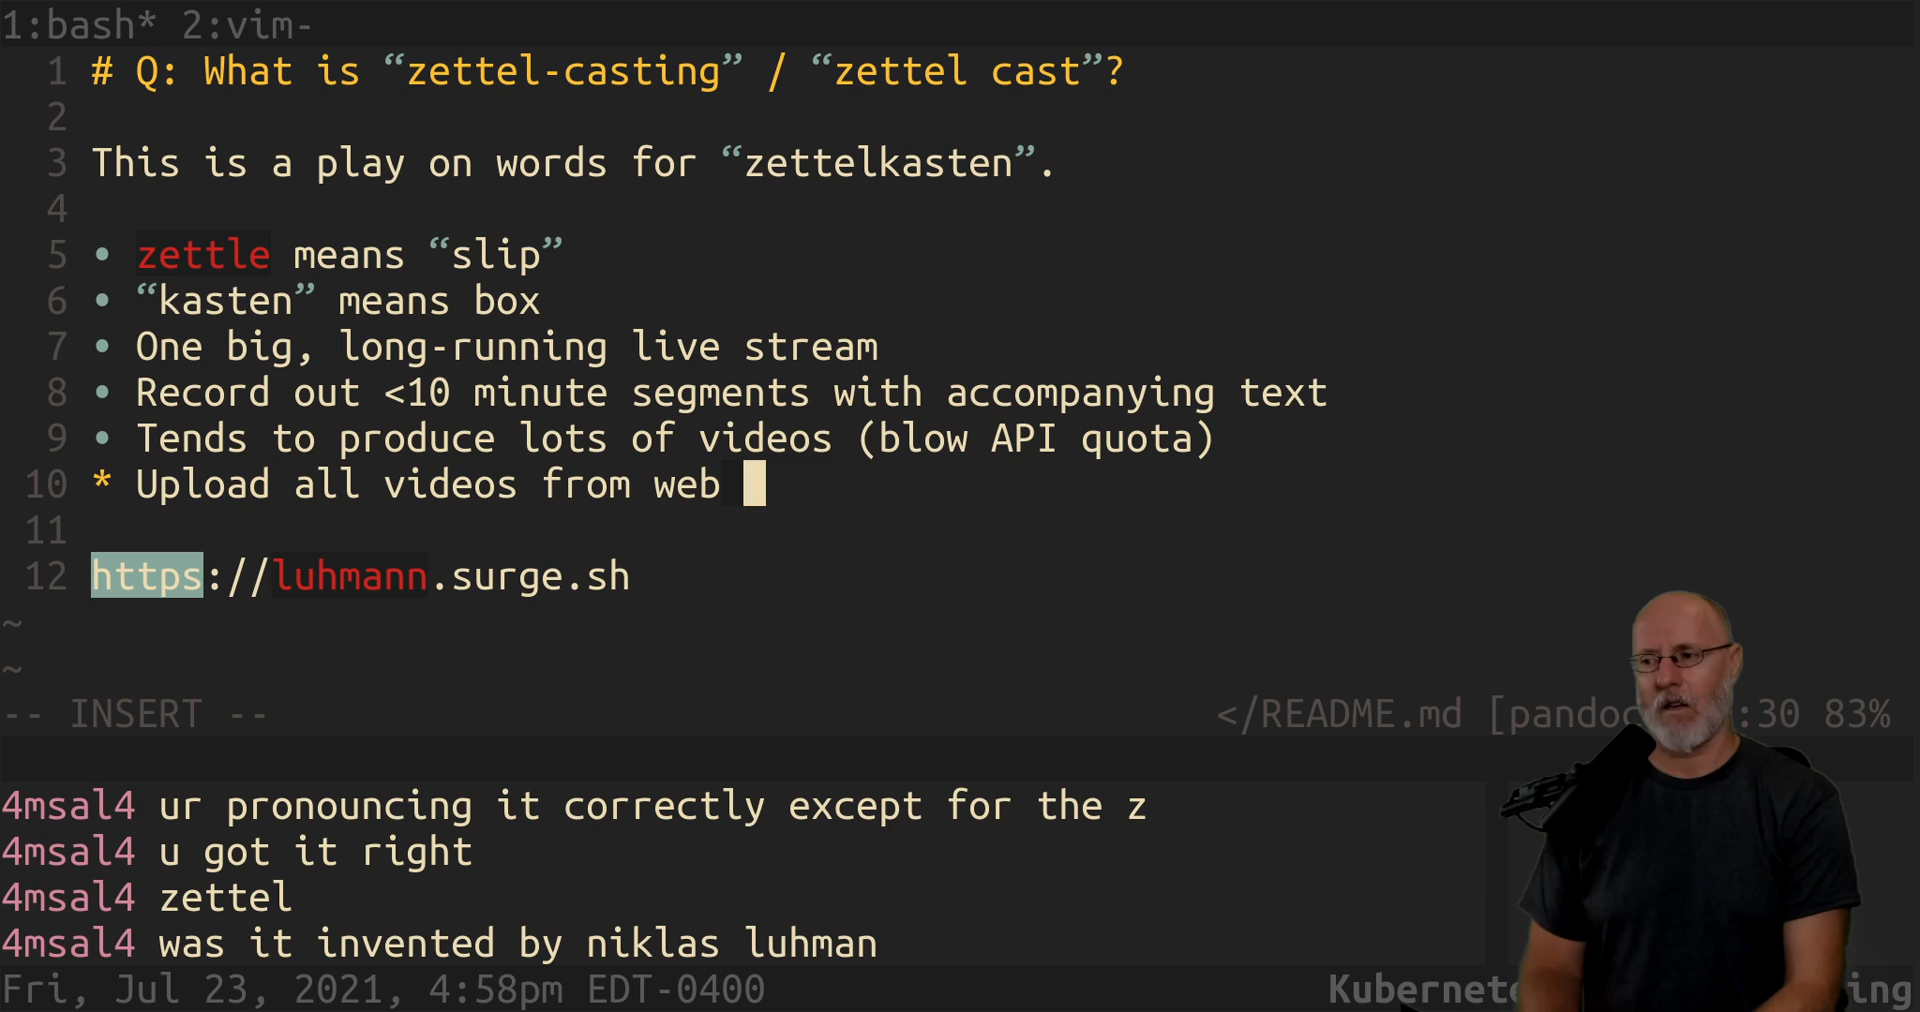 1:bash* 2:vim-
1 # Q: What is “zettel-casting” / “zettel cast”?
2
3 This is a play on words for “zettelkasten”.
4
5 • zettle means “slip”
6 • “kasten” means box
7 • One big, long-running live stream
8 • Record out <10 minute segments with accompanying text
9 • Tends to produce lots of videos (blow API quota)
10 * Upload all videos from web
11
12 https://luhmann.surge.sh
~
~
-- INSERT -- </README.md [pandoc :30 83%
4msal4 ur pronouncing it correctly except for the z
4msal4 u got it right
4msal4 zettel
4msal4 was it invented by niklas luhman
Fri, Jul 23, 2021, 4:58pm EDT-0400 Kubernete ing